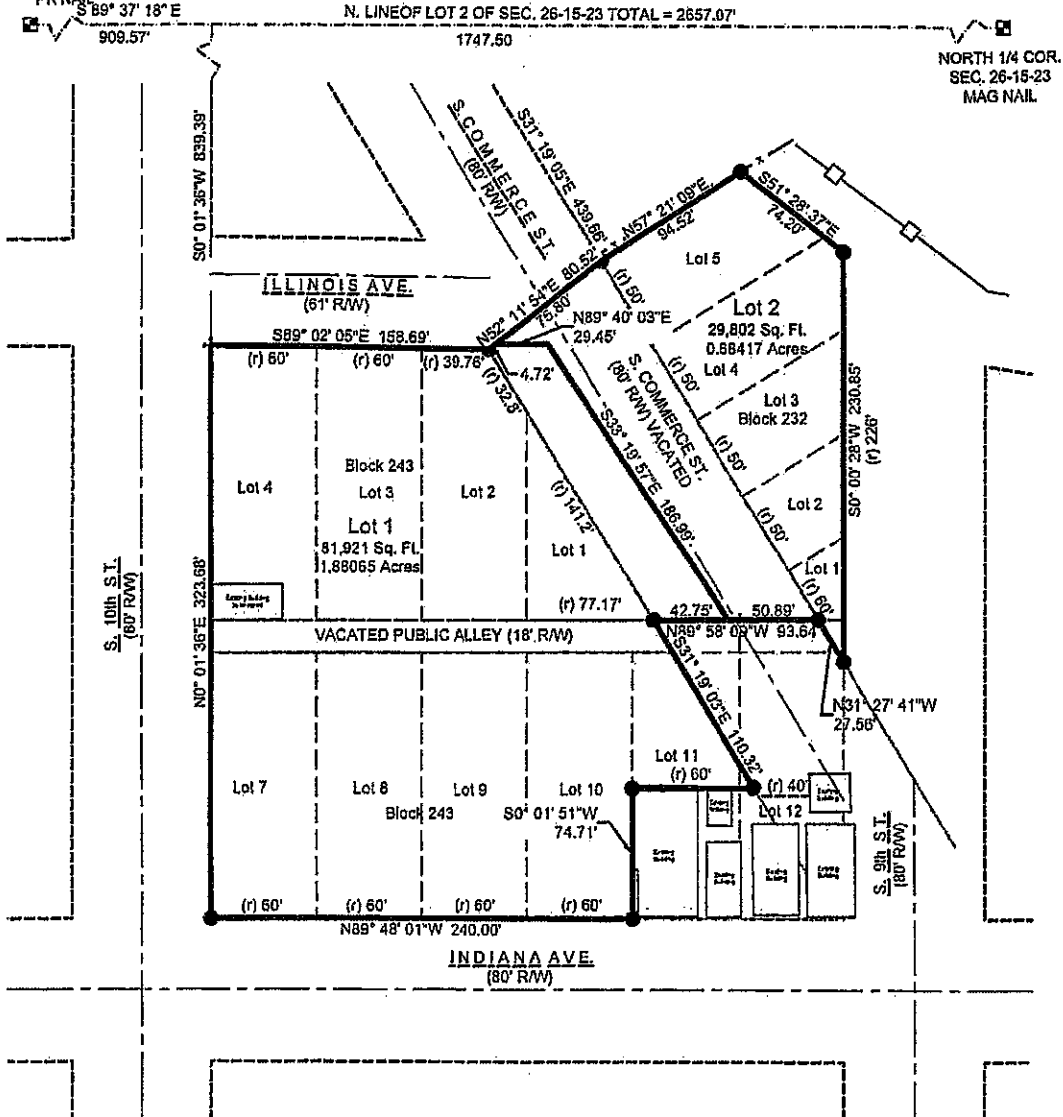 S 89° 37' 18" E
909.57'
N. LINE OF LOT 2 OF SEC. 26-15-23 TOTAL = 2657.07'
1747.50
NORTH 1/4 COR.
SEC. 26-15-23
MAG NAIL
S0° 01' 36"W 839.39'
S. COMMERCE ST.
(80' R/W)
S31° 19' 05"E 439.66'
N57° 21' 09"E
94.52'
S51° 28' 37"E
74.20'
ILLINOIS AVE.
(61' R/W)
S89° 02' 05"E 158.69'
(r) 60'
(r) 60'
(r) 39.76'
N52° 11' 54"E 80.52'
75.80'
4.72'
N89° 40' 03"E
29.45'
Lot 5
(r) 50'
Lot 2
29,802 Sq. Ft.
0.68417 Acres
Lot 4
(r) 50'
Lot 3
Block 232
(r) 50'
Lot 2
(r) 50'
Lot 1
(r) 60'
S0° 00' 28"W 230.85'
(r) 226'
S. COMMERCE ST.
(80' R/W) VACATED
S33° 19' 57"E 186.99'
(r) 32.8'
(r) 141.2'
Block 243
Lot 4
Lot 3
Lot 2
Lot 1
81,921 Sq. Ft.
1.88065 Acres
Lot 1
(r) 77.17'
42.75'
50.89'
N89° 58' 09"W 93.64'
VACATED PUBLIC ALLEY (18' R/W)
S. 10th ST.
(80' R/W)
N0° 01' 36"E 323.68'
S31° 19' 03"E 110.32'
N31° 27' 41"W
27.56'
Lot 7
Lot 8
Lot 9
Lot 10
Block 243
Lot 11
(r) 60'
(r) 40'
Lot 12
S0° 01' 51"W
74.71'
Existing
Building
S. 9th ST.
(80' R/W)
(r) 60'
(r) 60'
(r) 60'
(r) 60'
N89° 48' 01"W 240.00'
INDIANA AVE.
(80' R/W)